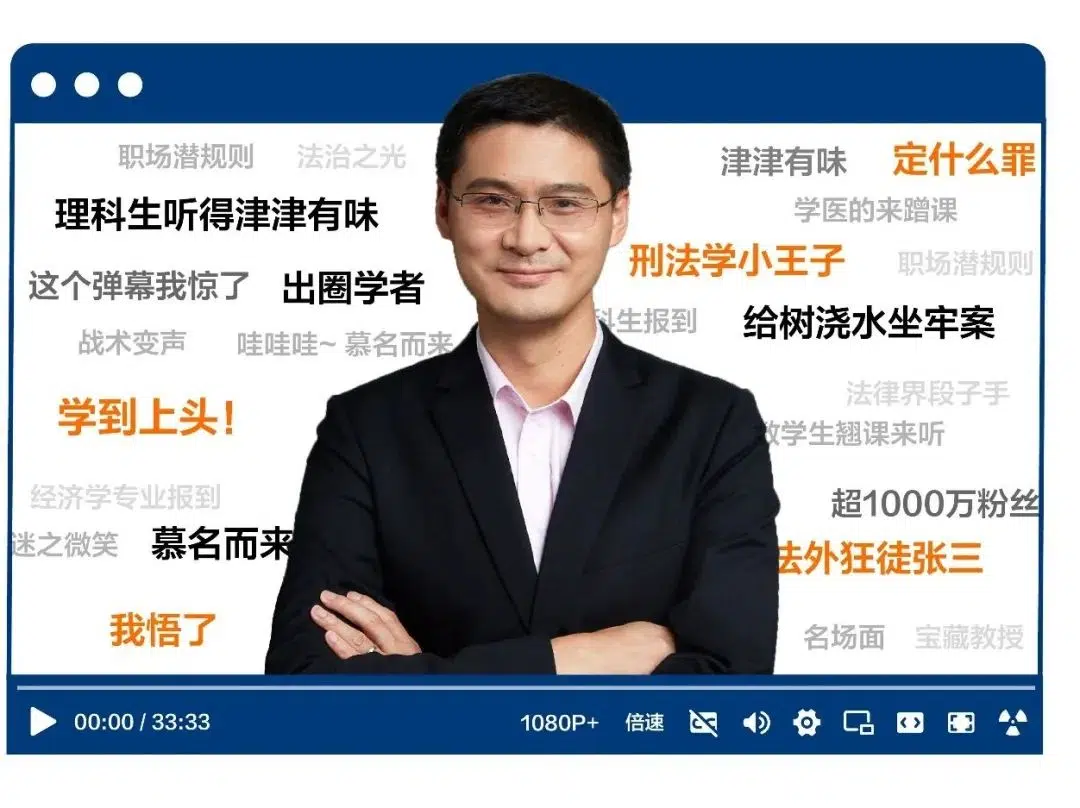 职场潜规则 法治之光
津津有味 定什么罪
理科生听得津津有味
学医的来蹭课
这个弹幕我惊了 出圈学者
刑法学小王子 职场潜规则
战术变声 哇哇哇~ 慕名而来
生报到 给树浇水坐牢案
学到上头！
法律界段子手
学生翘课来听
经济学专业报到
超1000万粉丝
迷之微笑 慕名而来
法外狂徒张三
我悟了
名场面 宝藏教授
00:00 / 33:33 1080P+ 倍速